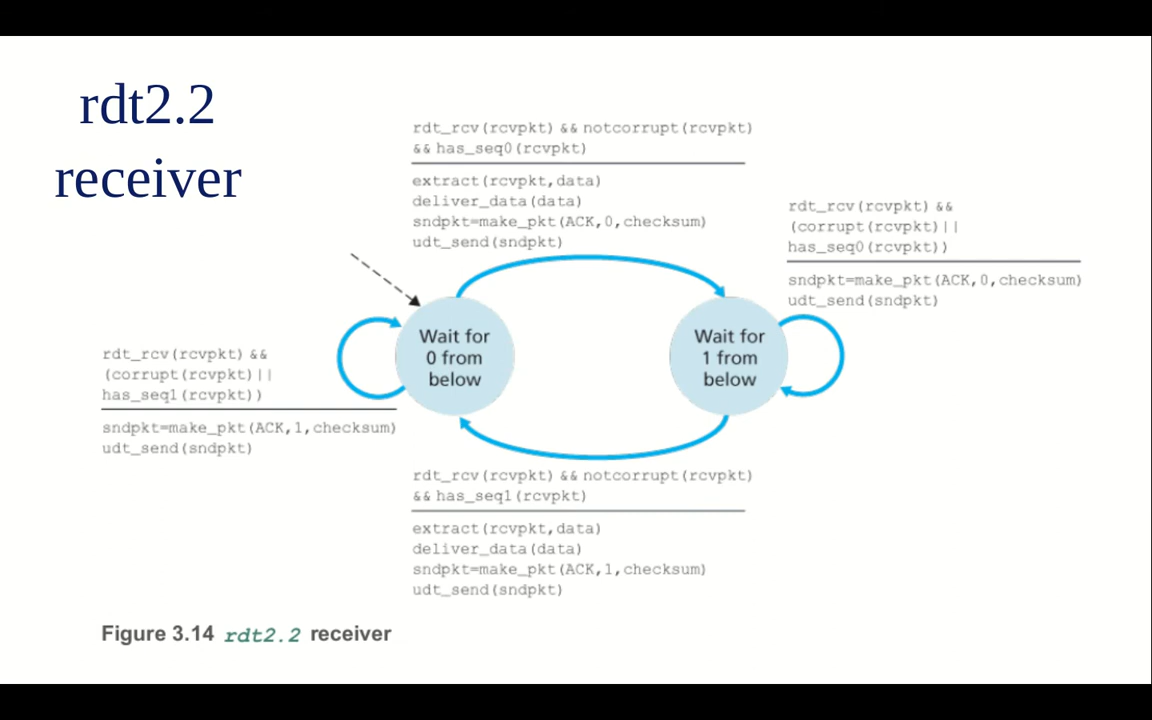 rdt2.2
receiver
rdt_rcv(rcvpkt) && notcorrupt(rcvpkt)
&& has_seq0(rcvpkt)
extract(rcvpkt,data)
deliver_data(data)
sndpkt=make_pkt(ACK,0,checksum)
udt_send(sndpkt)
rdt_rcv(rcvpkt) &&
(corrupt(rcvpkt)||
has_seq0(rcvpkt))
sndpkt=make_pkt(ACK,0,checksum)
udt_send(sndpkt)
Wait for
0 from
below
Wait for
1 from
below
rdt_rcv(rcvpkt) &&
(corrupt(rcvpkt)||
has_seq1(rcvpkt))
sndpkt=make_pkt(ACK,1,checksum)
udt_send(sndpkt)
rdt_rcv(rcvpkt) && notcorrupt(rcvpkt)
&& has_seq1(rcvpkt)
extract(rcvpkt,data)
deliver_data(data)
sndpkt=make_pkt(ACK,1,checksum)
udt_send(sndpkt)
Figure 3.14 rdt2.2 receiver